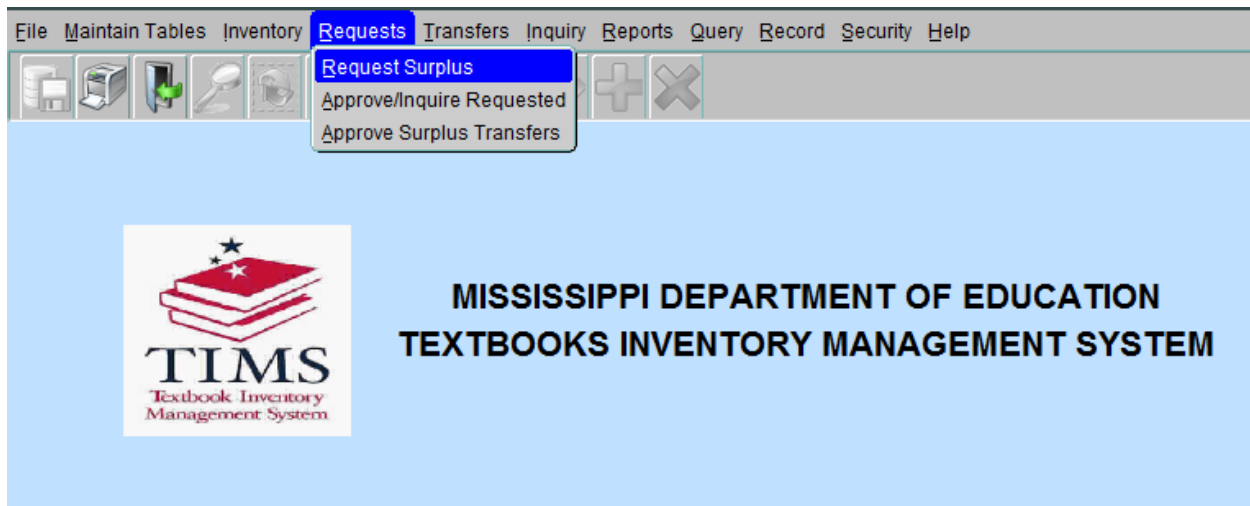 File Maintain Tables Inventory Requests Transfers Inquiry Reports Query Record Security Help
Request Surplus
Approve/Inquire Requested
Approve Surplus Transfers
MISSISSIPPI DEPARTMENT OF EDUCATION
TEXTBOOKS INVENTORY MANAGEMENT SYSTEM
TIMS
Textbook Inventory
Management System